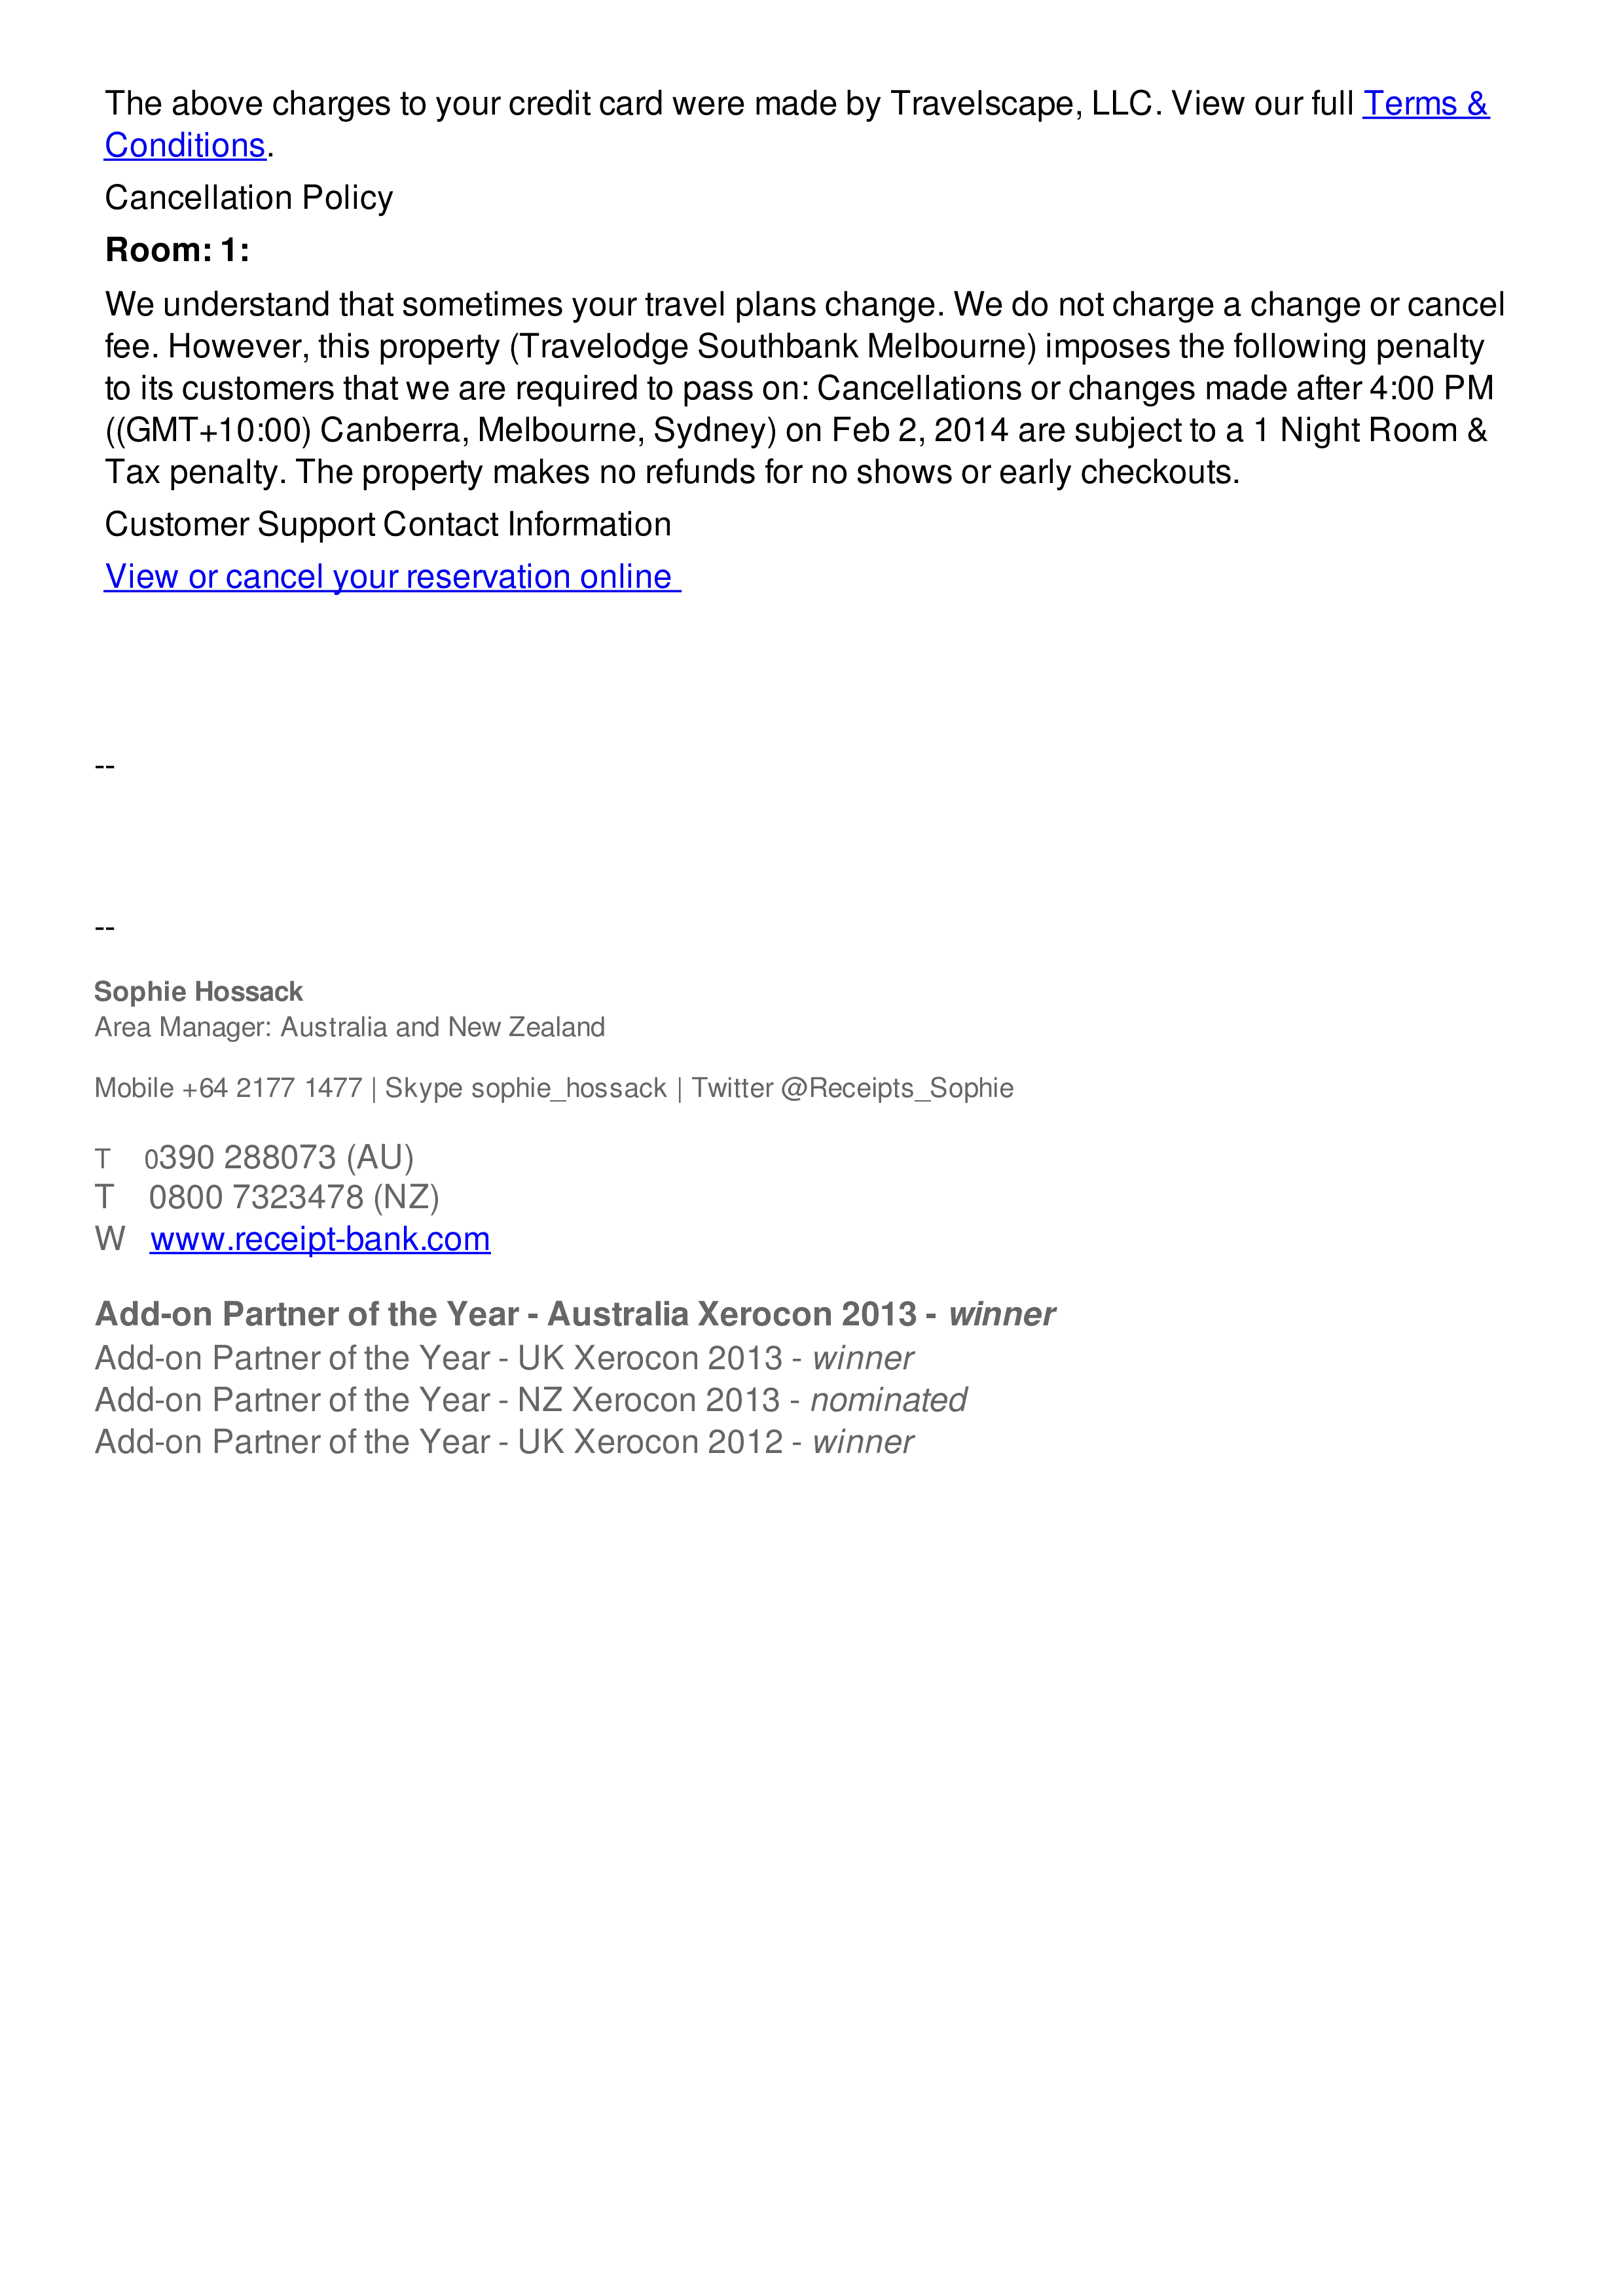 The above charges to your credit card were made by Travelscape, LLC. View our full Terms &
Conditions.
Cancellation Policy
Room: 1:
We understand that sometimes your travel plans change. We do not charge a change or cancel
fee. However, this property (Travelodge Southbank Melbourne) imposes the following penalty
to its customers that we are required to pass on: Cancellations or changes made after 4:00 PM
((GMT+10:00) Canberra, Melbourne, Sydney) on Feb 2, 2014 are subject to a 1 Night Room &
Tax penalty. The property makes no refunds for no shows or early checkouts.
Customer Support Contact Information
View or cancel your reservation online
--
--
Sophie Hossack
Area Manager: Australia and New Zealand
Mobile +64 2177 1477 | Skype sophie_hossack | Twitter @Receipts_Sophie
T 0390 288073 (AU)
T 0800 7323478 (NZ)
W www.receipt-bank.com
Add-on Partner of the Year - Australia Xerocon 2013 - winner
Add-on Partner of the Year - UK Xerocon 2013 - winner
Add-on Partner of the Year - NZ Xerocon 2013 - nominated
Add-on Partner of the Year - UK Xerocon 2012 - winner